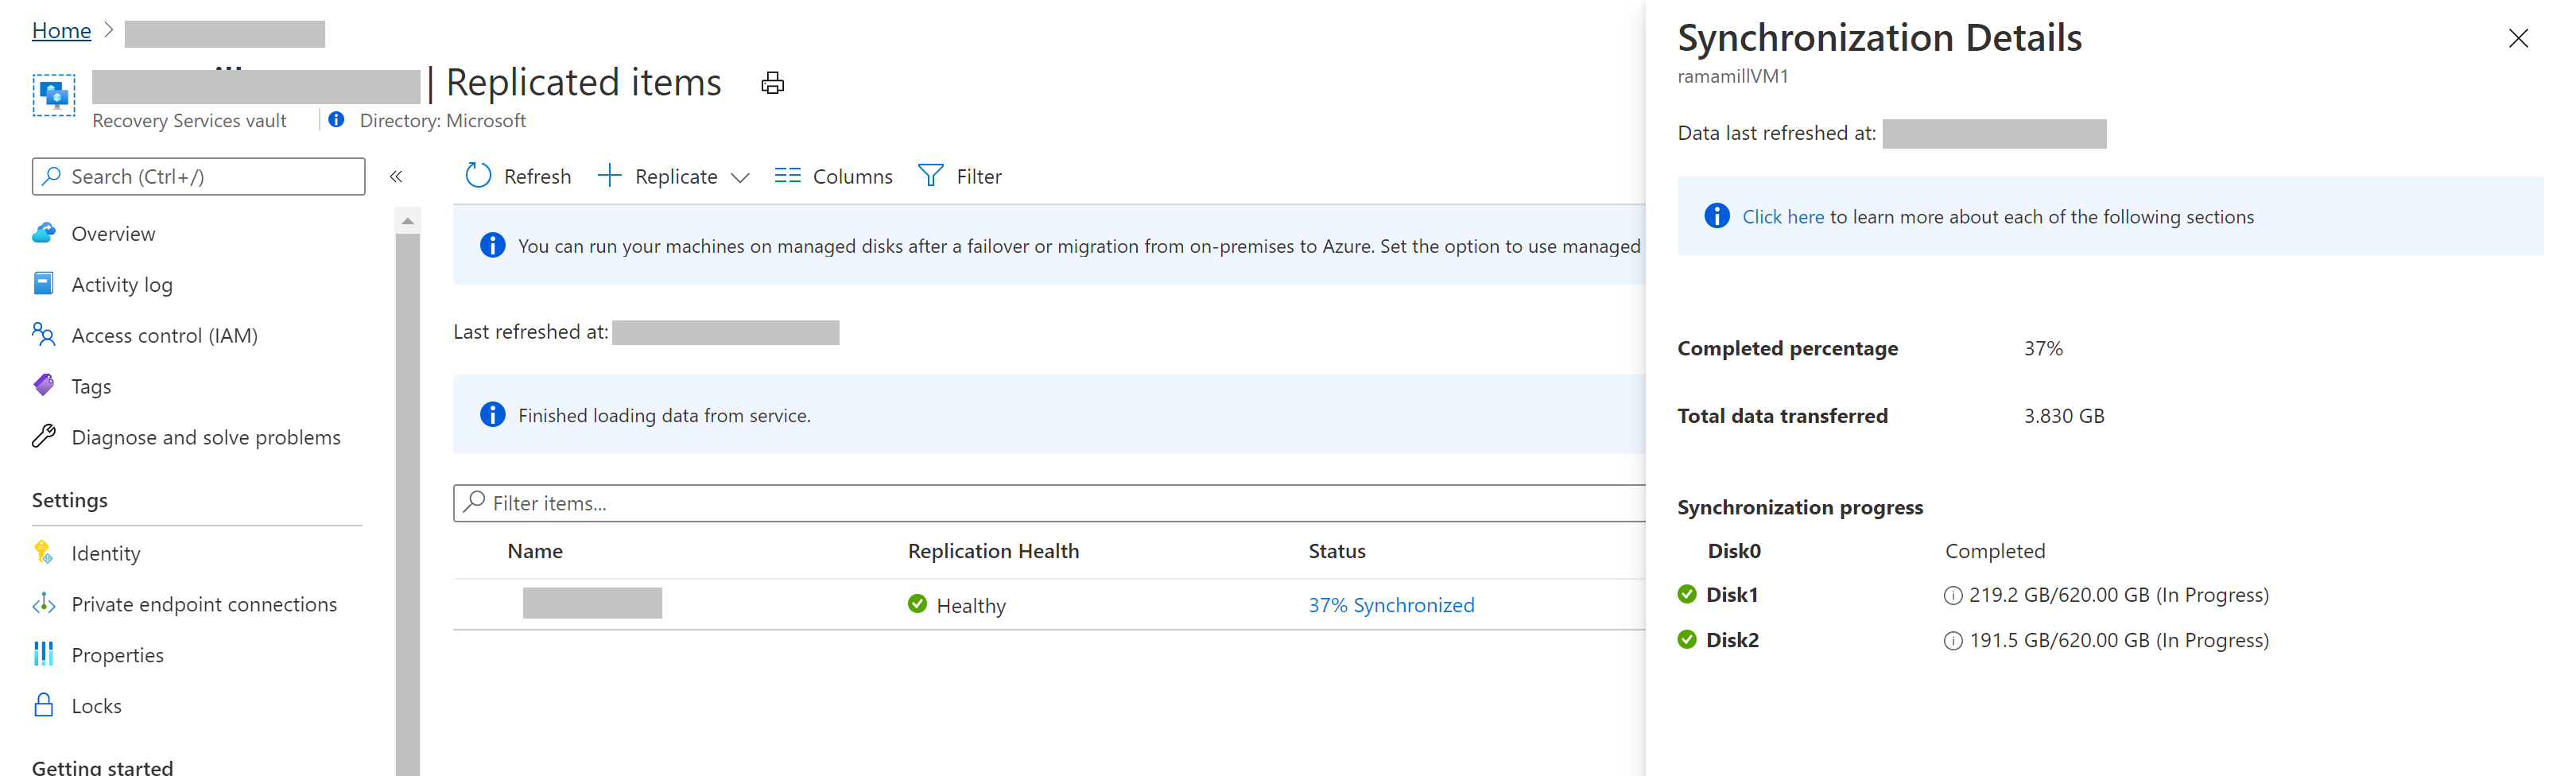 Home
| Replicated items
Recovery Services vault
Directory: Microsoft
Search (Ctrl+/)
«
Overview
Activity log
Access control (IAM)
Tags
Diagnose and solve problems
Settings
Identity
Private endpoint connections
Properties
Locks
Getting started
Refresh
Replicate
Columns
Filter
You can run your machines on managed disks after a failover or migration from on-premises to Azure. Set the option to use managed
Last refreshed at:
Finished loading data from service.
Filter items...
Name Replication Health Status
Healthy 37% Synchronized
Synchronization Details
ramamillVM1
Data last refreshed at:
Click here to learn more about each of the following sections
Completed percentage 37%
Total data transferred 3.830 GB
Synchronization progress
Disk0 Completed
Disk1 219.2 GB/620.00 GB (In Progress)
Disk2 191.5 GB/620.00 GB (In Progress)